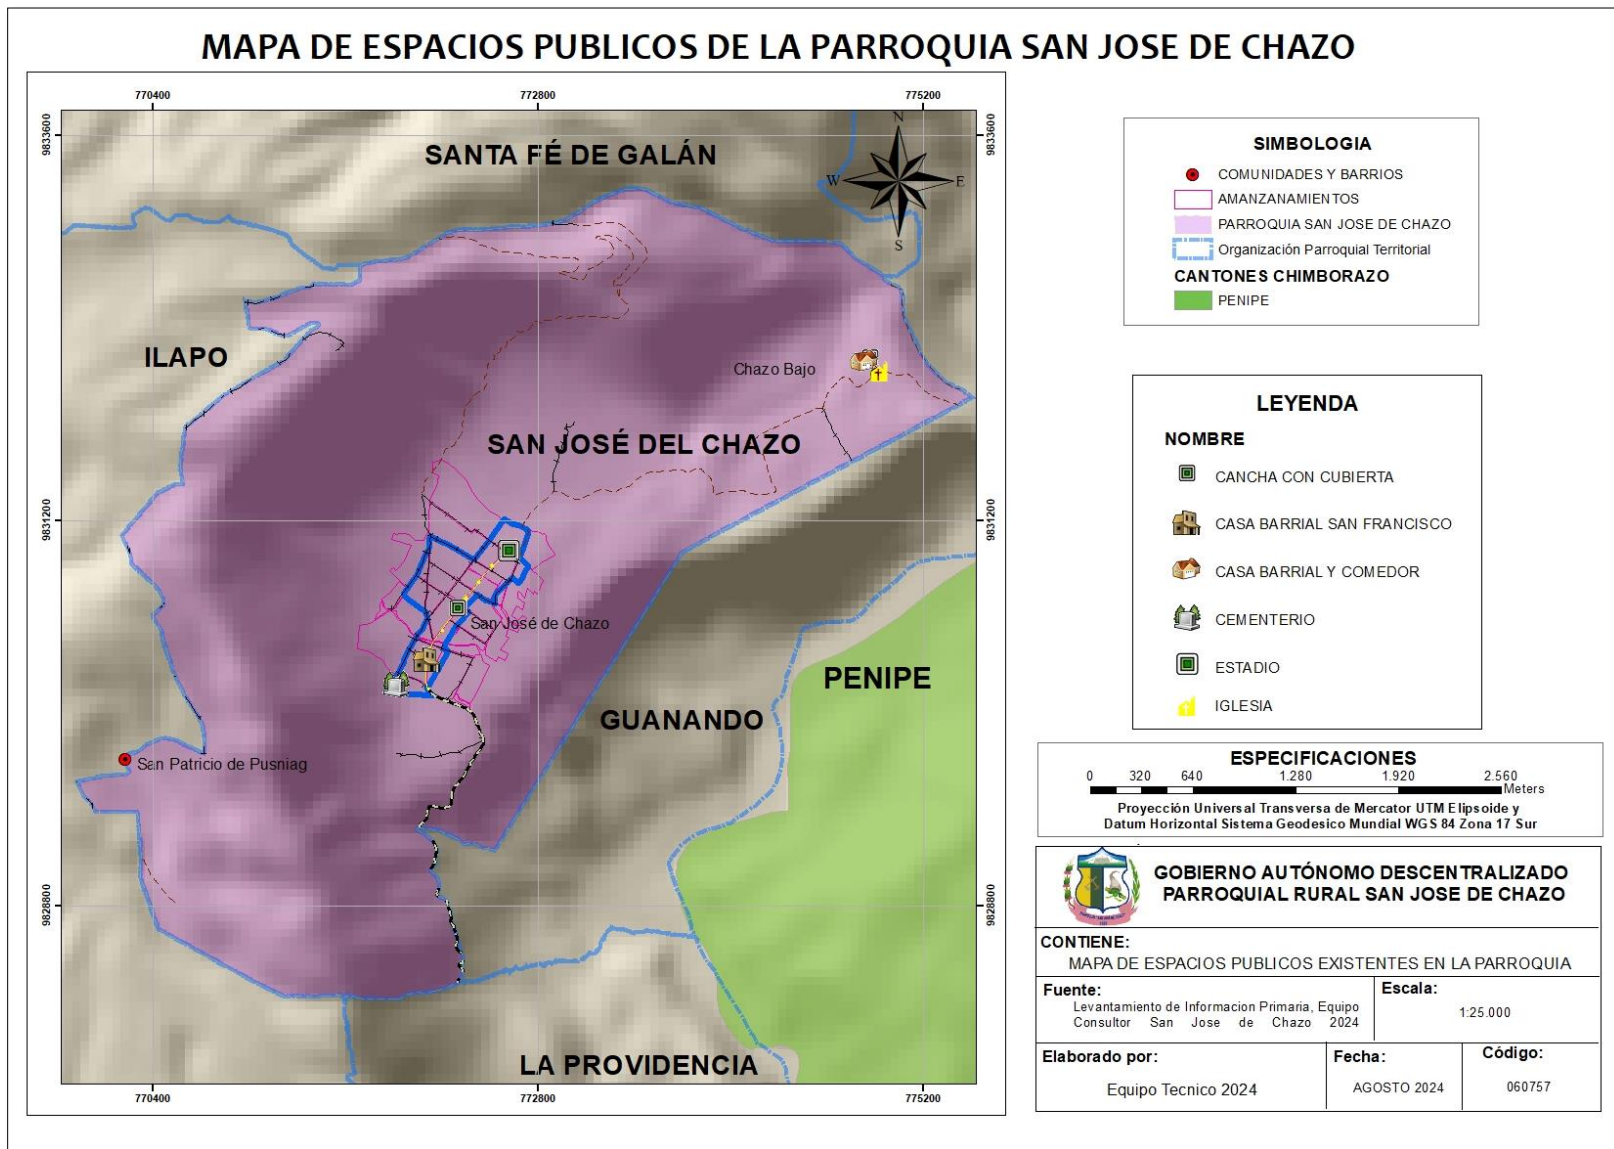 MAPA DE ESPACIOS PUBLICOS DE LA PARROQUIA SAN JOSE DE CHAZO
770400
772800
775200
9833600
9833600
N
W
E
S
SANTA FÉ DE GALÁN
ILAPO
Chazo Bajo
SAN JOSÉ DEL CHAZO
9831200
9831200
San José de Chazo
PENIPE
GUANANDO
San Patricio de Pusniag
9828800
9828800
LA PROVIDENCIA
770400
772800
775200
SIMBOLOGIA
COMUNIDADES Y BARRIOS
AMANZANAMIENTOS
PARROQUIA SAN JOSE DE CHAZO
Organización Parroquial Territorial
CANTONES CHIMBORAZO
PENIPE
LEYENDA
NOMBRE
CANCHA CON CUBIERTA
CASA BARRIAL SAN FRANCISCO
CASA BARRIAL Y COMEDOR
CEMENTERIO
ESTADIO
IGLESIA
ESPECIFICACIONES
0 320 640 1.280 1.920 2.560
Meters
Proyección Universal Transversa de Mercator UTM Elipsoide y
Datum Horizontal Sistema Geodesico Mundial WGS 84 Zona 17 Sur
GOBIERNO AUTÓNOMO DESCENTRALIZADO
PARROQUIAL RURAL SAN JOSE DE CHAZO
CONTIENE:
MAPA DE ESPACIOS PUBLICOS EXISTENTES EN LA PARROQUIA
Fuente:
Levantamiento de Informacion Primaria, Equipo
Consultor San Jose de Chazo 2024
Escala:
1:25.000
Elaborado por:
Equipo Tecnico 2024
Fecha:
AGOSTO 2024
Código:
060757